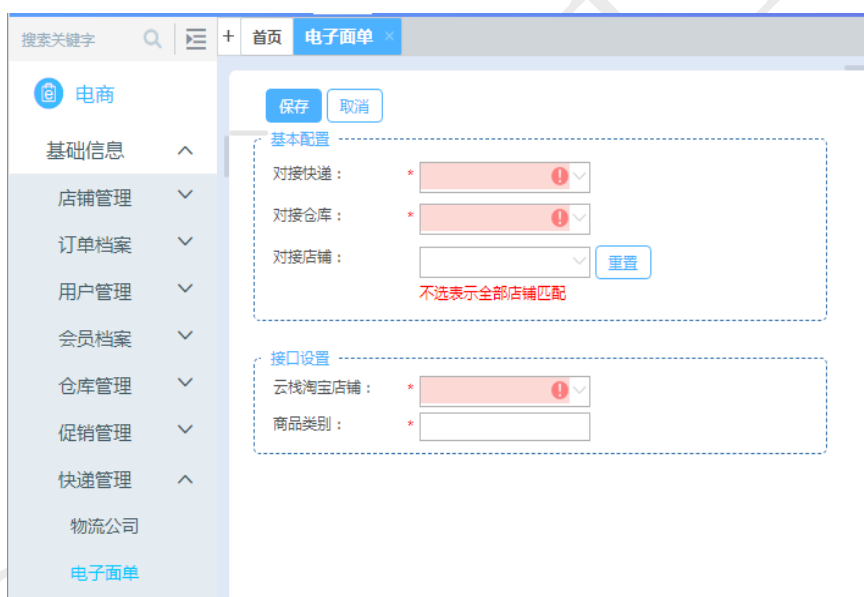 搜索关键字
+ 首页 电子面单 ×
电商
保存 取消
基础信息
基本配置
店铺管理
对接快递： *
订单档案
对接仓库： *
用户管理
对接店铺： 重置
不选表示全部店铺匹配
会员档案
接口设置
仓库管理
云栈淘宝店铺： *
促销管理
商品类别： *
快递管理
物流公司
电子面单